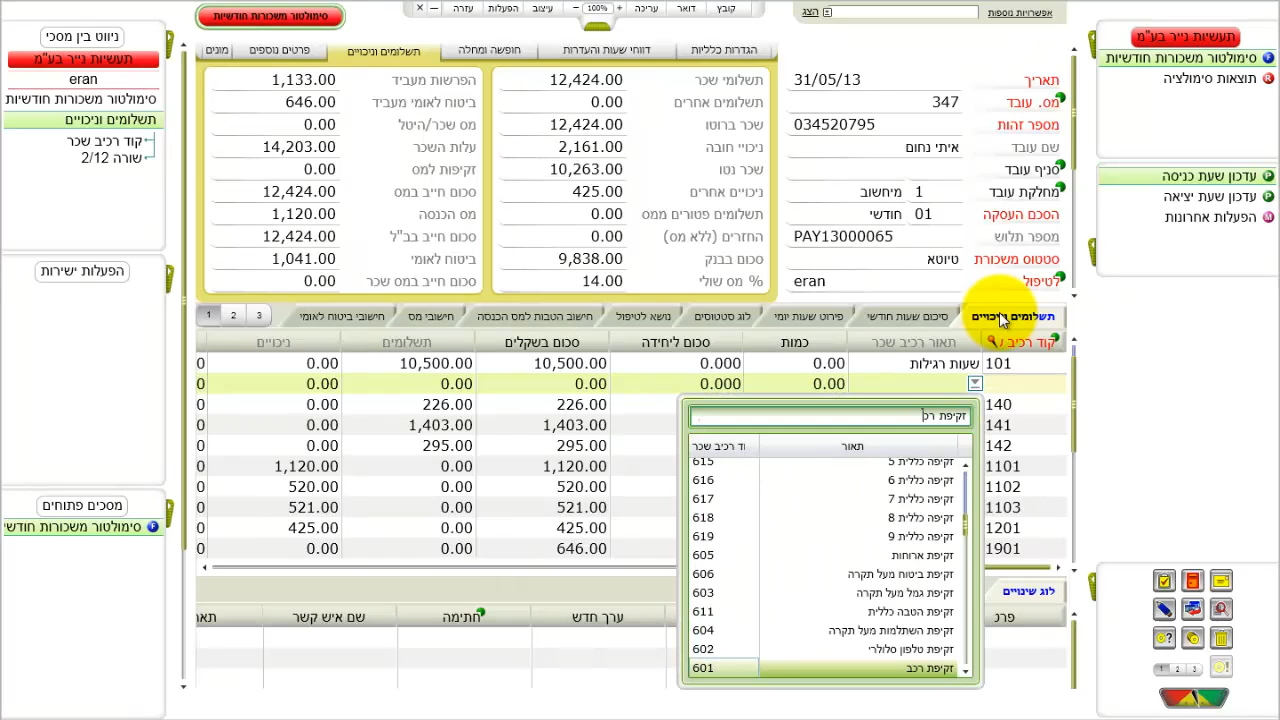 קובץ דואר עריכה − 100% + עיצוב הפעלות עזרה
אפשרויות נוספות הצג
סימולטור משכורות חודשיות
ניווט בין מסכי
תעשיות נייר בע"מ
eran
סימולטור משכורות חודשיות
תשלומים וניכויים
קוד רכיב שכר
שורה 2/12
הפעלות ישירות
מסכים פתוחים
סימולטור משכורות חודשיות
תעשיות נייר בע"מ
סימולטור משכורות חודשיות
תוצאות סימולציה
עדכון שעת כניסה
עדכון שעת יציאה
הפעלות אחרונות
הגדרות כלליות דווחי שעות והעדרות חופשה ומחלה תשלומים וניכויים פרטים נוספים מונים
תאריך 31/05/13
מס. עובד 347
מספר זהות 034520795
שם עובד איתי נחום
סניף עובד
מחלקת עובד 1 מיחשוב
הסכם העסקה 01 חודשי
מספר תלוש PAY13000065
סטטוס משכורת טיוטא
לטיפול eran
תשלומי שכר 12,424.00
תשלומים אחרים 0.00
שכר ברוטו 12,424.00
ניכויי חובה 2,161.00
שכר נטו 10,263.00
ניכויים אחרים 425.00
תשלומים פטורים ממס 0.00
החזרים (ללא מס) 0.00
סכום בבנק 9,838.00
% מס שולי 14.00
הפרשות מעביד 1,133.00
ביטוח לאומי מעביד 646.00
מס שכר/היטל 0.00
עלות השכר 14,203.00
זקיפות למס 0.00
סכום חייב במס 12,424.00
מס הכנסה 1,120.00
סכום חייב בב"ל 12,424.00
ביטוח לאומי 1,041.00
סכום חייב במס שכר 0.00
תשלומים וניכויים סיכום שעות חודשי פירוט שעות יומי לוג סטטוסים נושא לטיפול חישוב הטבות למס הכנסה חישובי מס חישובי ביטוח לאומי 1 2 3
קוד רכיב תאור רכיב שכר כמות סכום ליחידה סכום בשקלים תשלומים ניכויים
101 שעות רגילות 0.00 0.000 10,500.00 10,500.00 0.00 0
0.00 0.000 0.00 0.00 0.00 0
140 226.00 226.00 0.00 0
141 1,403.00 1,403.00 0.00 0
142 295.00 295.00 0.00 0
1101 1,120.00 0.00 1,120.00 0
1102 520.00 0.00 520.00 0
1103 521.00 0.00 521.00 0
1201 425.00 0.00 425.00 0
1901 646.00 0.00 0.00 0
זקיפת רכ
תאור וד רכיב שכר
זקיפה כללית 5 615
זקיפה כללית 6 616
זקיפה כללית 7 617
זקיפה כללית 8 618
זקיפה כללית 9 619
זקיפת ארוחות 605
זקיפת ביטוח מעל תקרה 606
זקיפת גמל מעל תקרה 603
זקיפת הטבה כללית 611
זקיפת השתלמות מעל תקרה 604
זקיפת טלפון סלולרי 602
זקיפת רכב 601
לוג שינויים
פרט ערך חדש חתימה שם איש קשר תאר
1 2 3